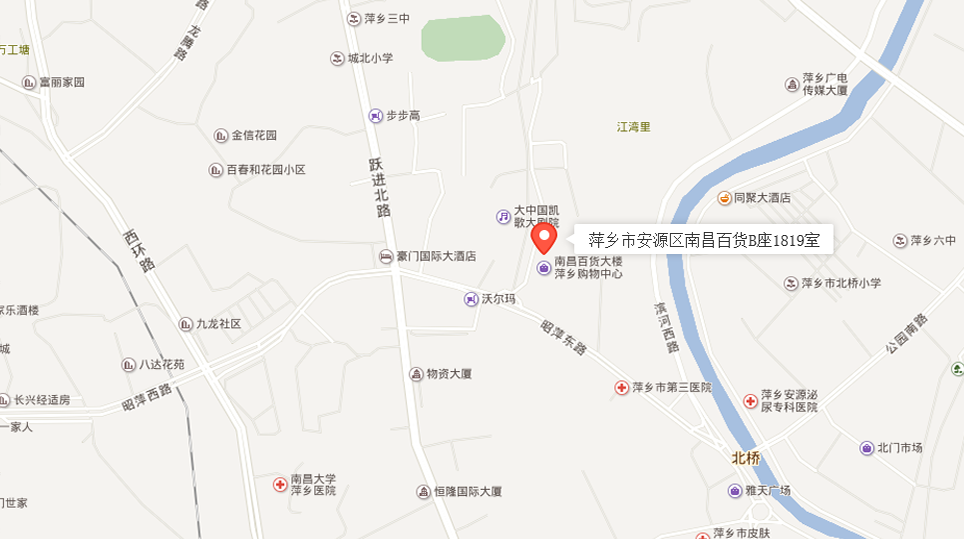 萍乡三中
龙腾路
万工塘
城北小学
富丽家园
萍乡广电
传媒大厦
步步高
江湾里
金信花园
百春和花园小区
跃进北路
同聚大酒店
大中国凯
歌大剧院
萍乡市安源区南昌百货B座1819室
萍乡六中
西环路
豪门国际大酒店
南昌百货大楼
萍乡购物中心
萍乡市北桥小学
沃尔玛
家乐酒楼
九龙社区
昭萍东路
滨河西路
公园南路
城
八达花苑
物资大厦
昭萍西路
萍乡市第三医院
长兴经适房
萍乡安源泌
尿专科医院
一家人
北门市场
北桥
南昌大学
萍乡医院
恒隆国际大厦
雅天广场
门世家
萍乡市皮肤